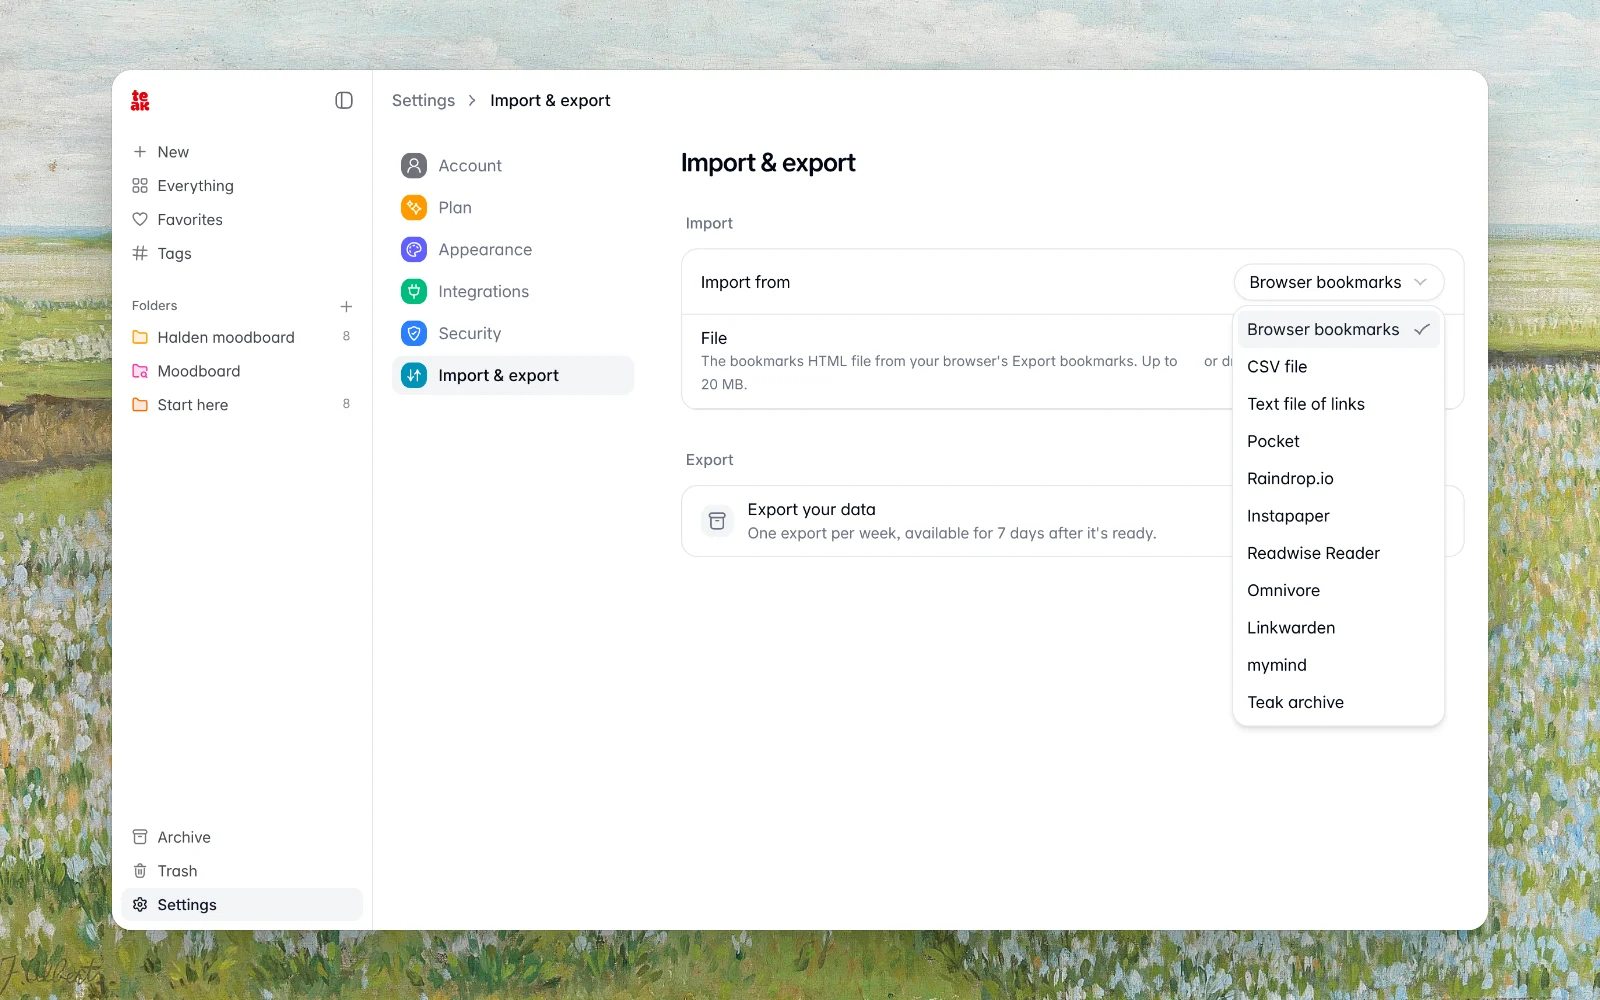 te
ak
New
Everything
Favorites
Tags
Folders
Halden moodboard 8
Moodboard
Start here 8
Archive
Trash
Settings
Settings > Import & export
Account
Plan
Appearance
Integrations
Security
Import & export
Import & export
Import
Import from
Browser bookmarks
File
The bookmarks HTML file from your browser's Export bookmarks. Up to
20 MB.
or
Browser bookmarks
CSV file
Text file of links
Pocket
Raindrop.io
Instapaper
Readwise Reader
Omnivore
Linkwarden
mymind
Teak archive
Export
Export your data
One export per week, available for 7 days after it's ready.